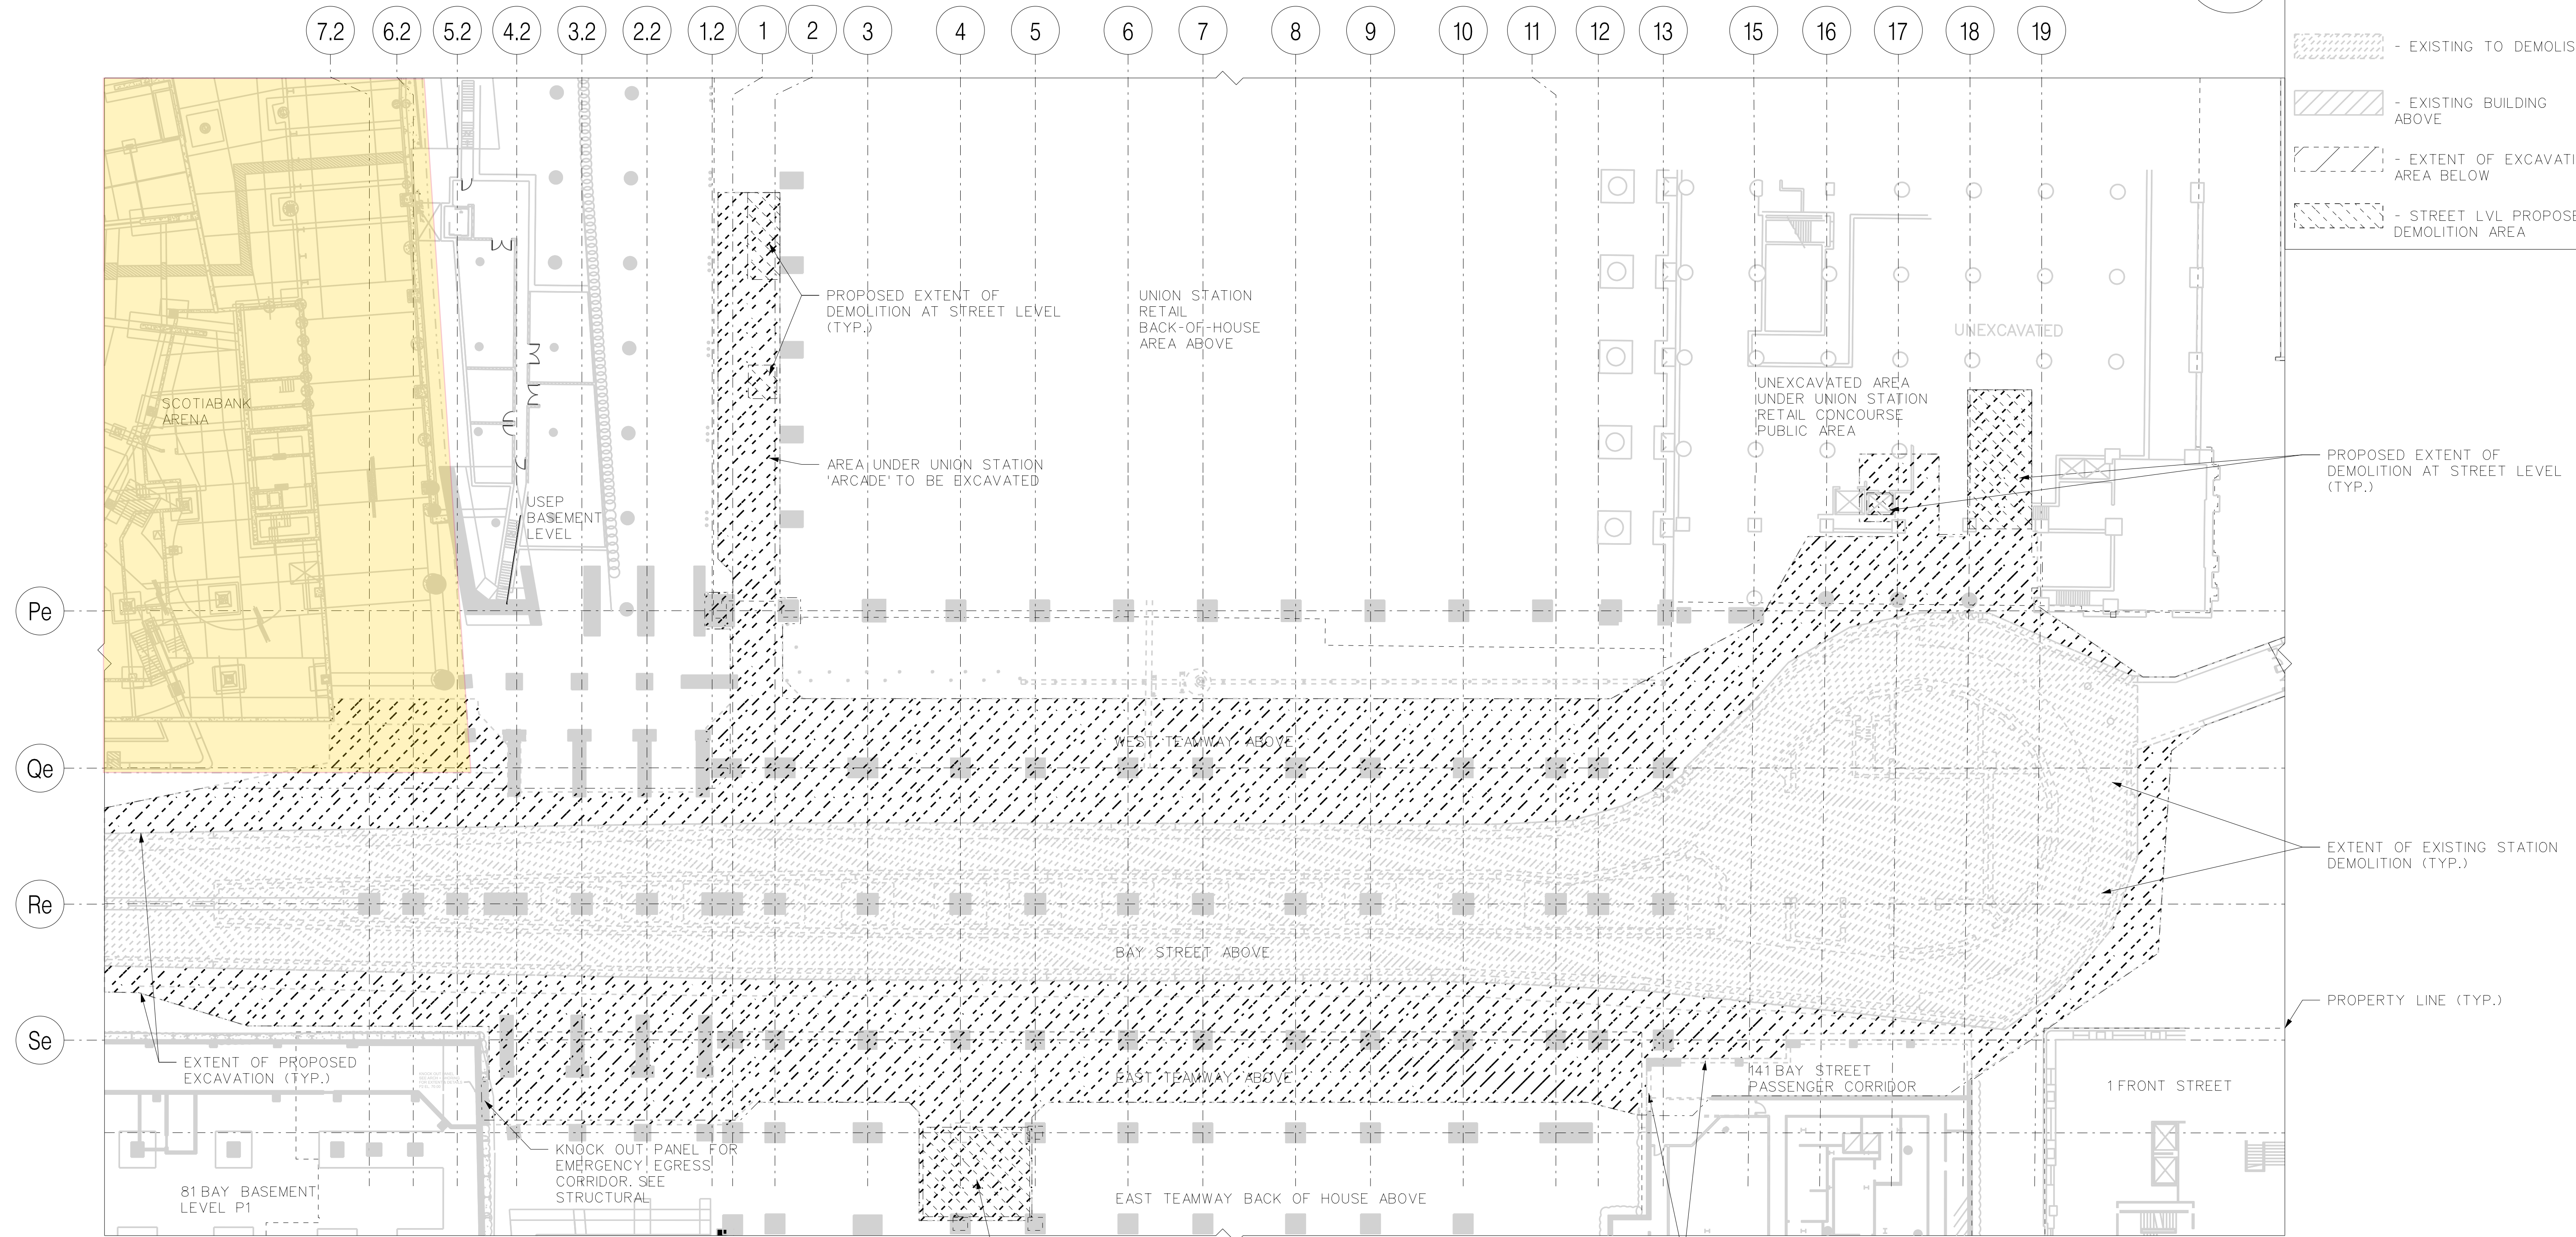 7.2 6.2 5.2 4.2 3.2 2.2 1.2 1 2 3 4 5 6 7 8 9 10 11 12 13 15 16 17 18 19
- EXISTING TO DEMOLIS
- EXISTING BUILDING
ABOVE
- EXTENT OF EXCAVATI
AREA BELOW
- STREET LVL PROPOSE
DEMOLITION AREA
PROPOSED EXTENT OF
DEMOLITION AT STREET LEVEL
(TYP.)
UNION STATION
RETAIL
BACK-OF-HOUSE
AREA ABOVE
UNEXCAVATED
UNEXCAVATED AREA
UNDER UNION STATION
RETAIL CONCOURSE
PUBLIC AREA
SCOTIABANK
ARENA
AREA UNDER UNION STATION
'ARCADE' TO BE EXCAVATED
PROPOSED EXTENT OF
DEMOLITION AT STREET LEVEL
(TYP.)
USEP
BASEMENT
LEVEL
Pe
WEST TEAMWAY ABOVE
Qe
EXTENT OF EXISTING STATION
DEMOLITION (TYP.)
Re
BAY STREET ABOVE
PROPERTY LINE (TYP.)
Se
EXTENT OF PROPOSED
EXCAVATION (TYP.)
EAST TEAMWAY ABOVE
141 BAY STREET
PASSENGER CORRIDOR
1 FRONT STREET
KNOCK OUT PANEL FOR
EMERGENCY EGRESS
CORRIDOR. SEE
STRUCTURAL
81 BAY BASEMENT
LEVEL P1
EAST TEAMWAY BACK OF HOUSE ABOVE